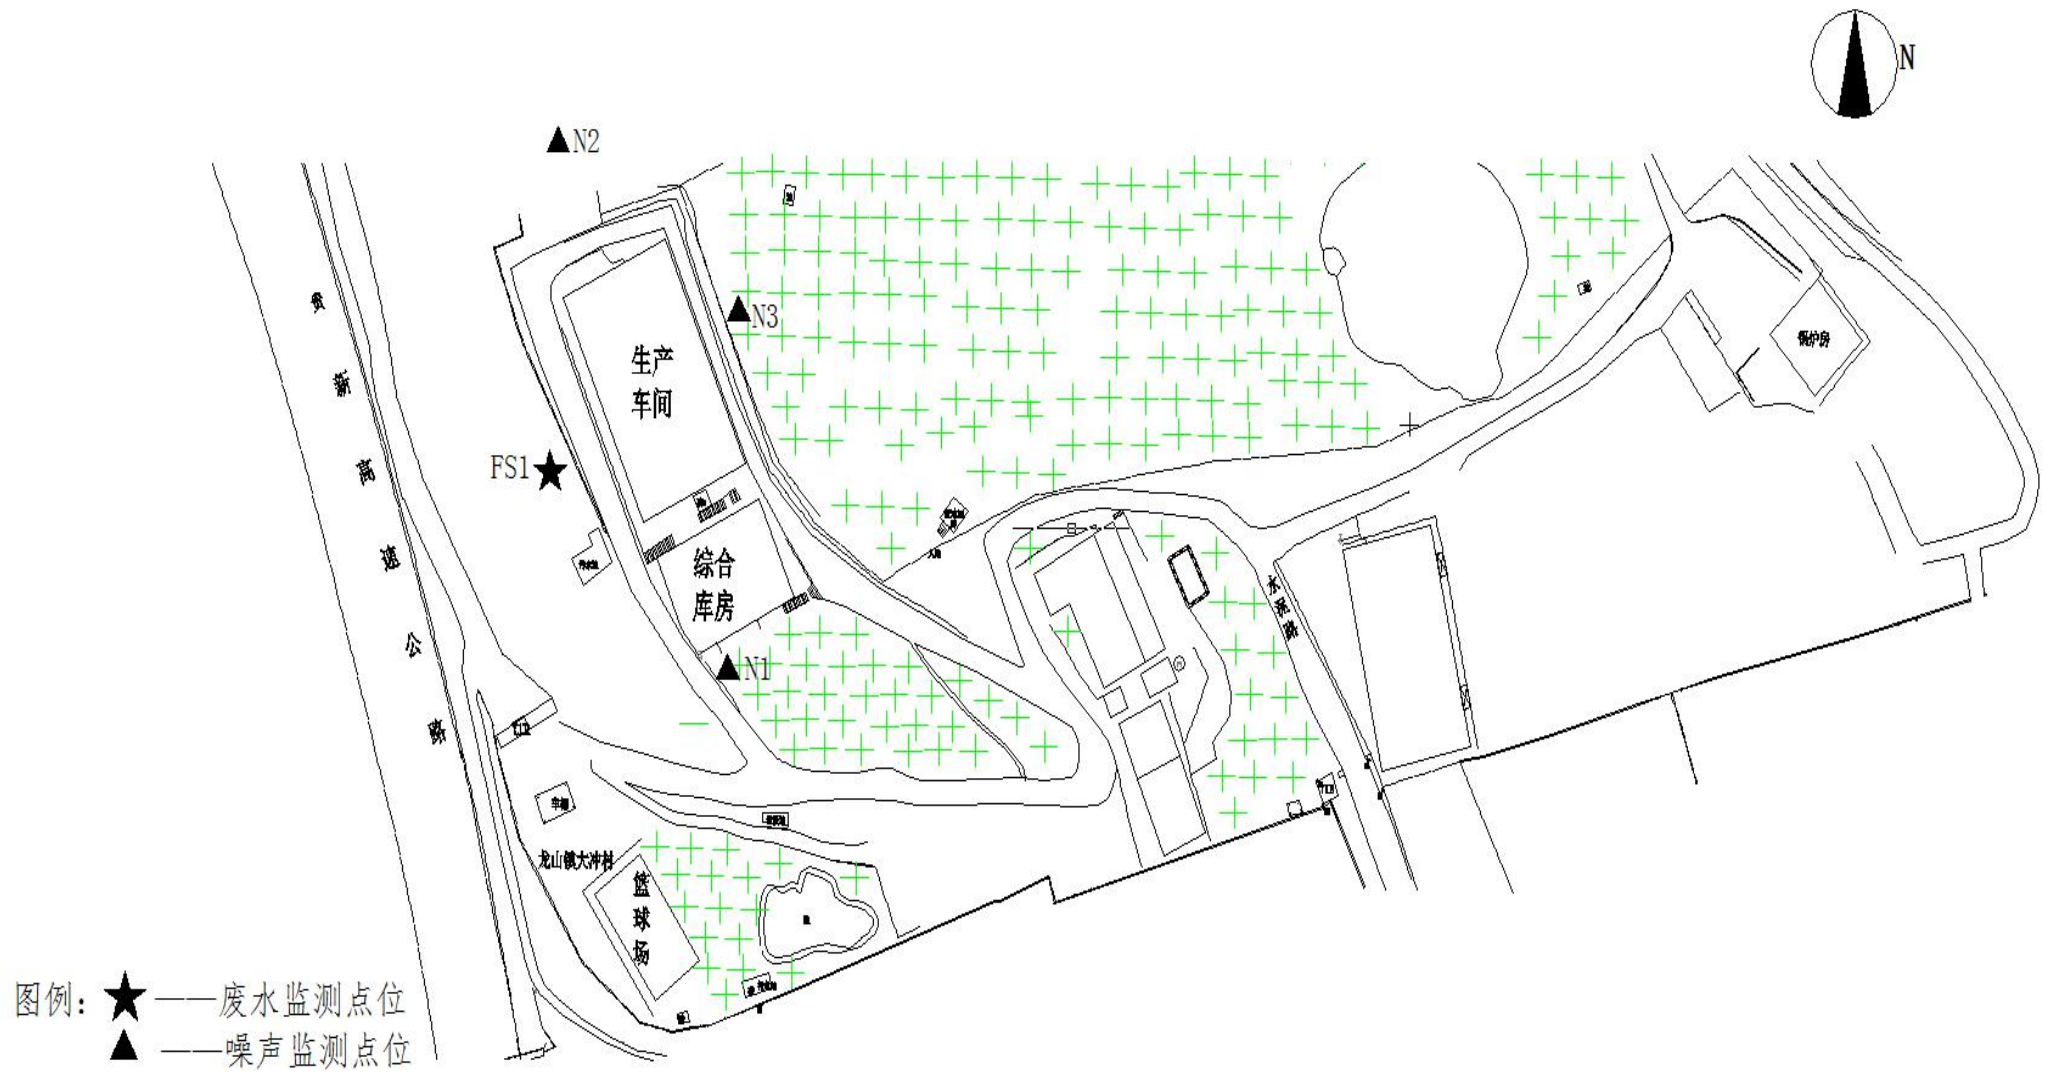 N
N2
贵新高速公路
N3
生产
车间
锅炉房
FS1
综合
库房
水泥路
N1
龙山镇大冲村
篮球场
图例: ★ ——废水监测点位
▲ ——噪声监测点位